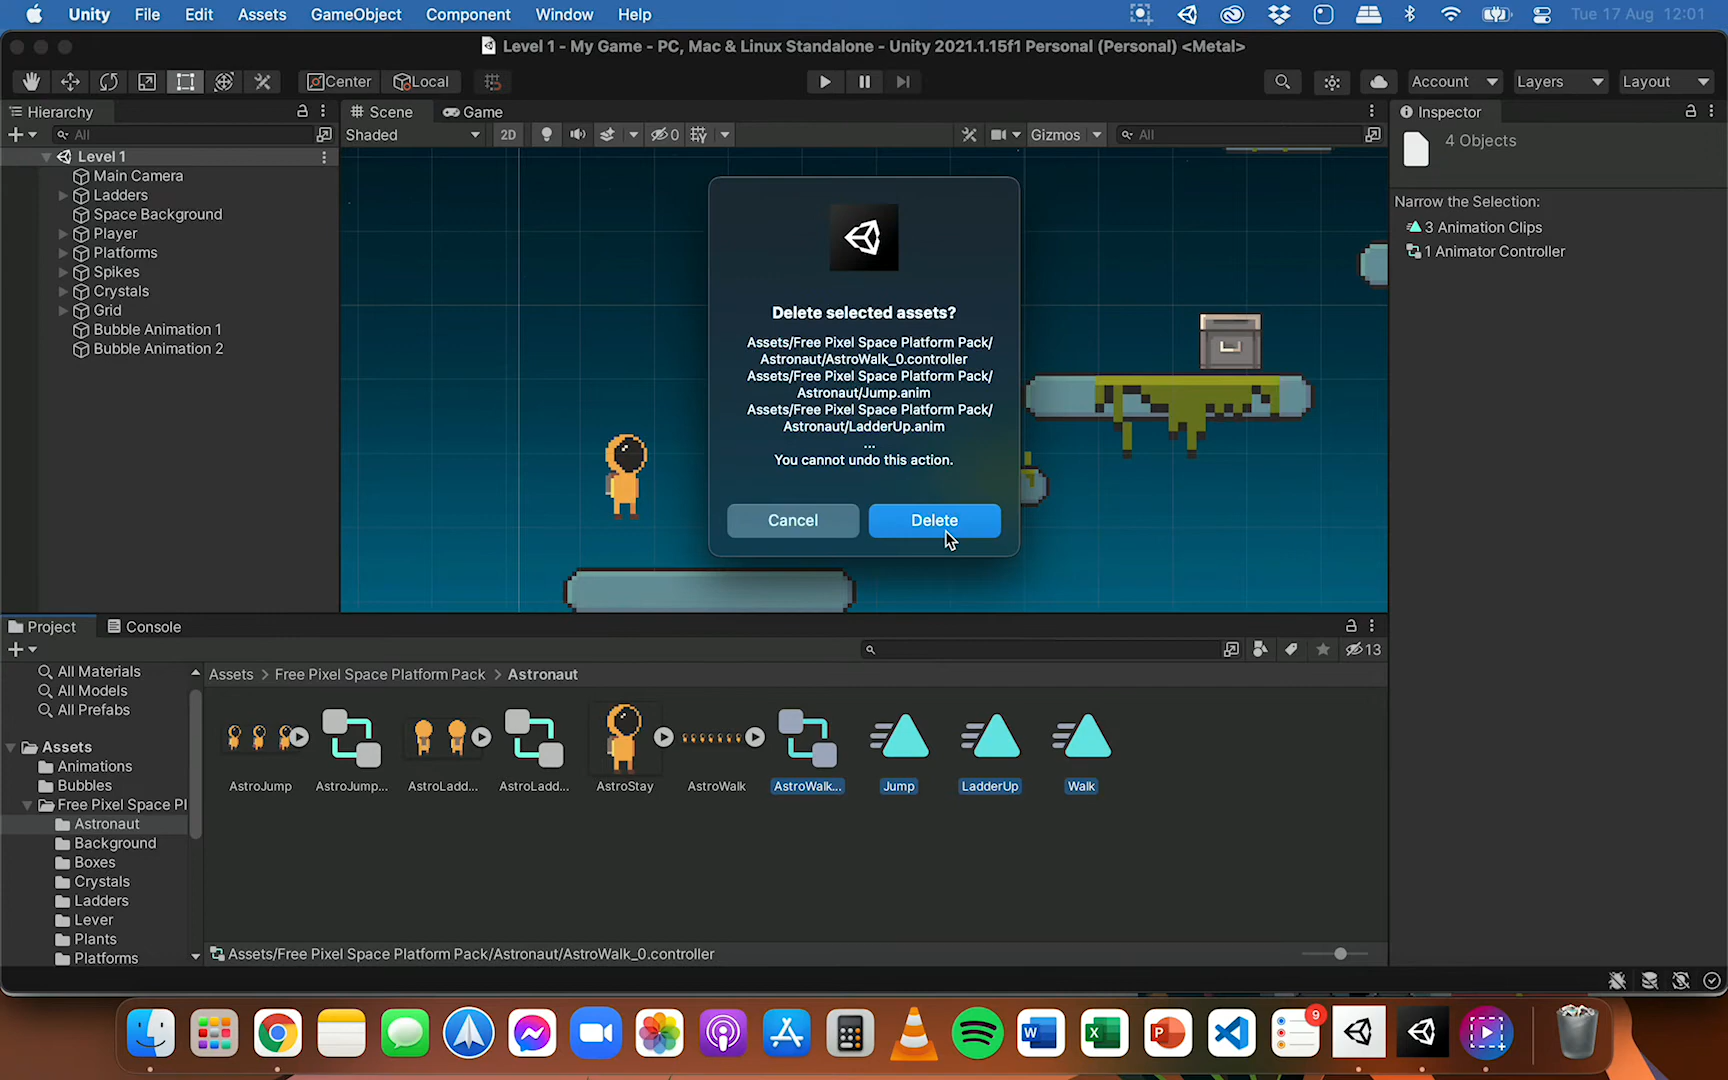 Unity File Edit Assets GameObject Component Window Help Tue 17 Aug 12:01
Level 1 - My Game - PC, Mac & Linux Standalone - Unity 2021.1.15f1 Personal (Personal) <Metal>
Center Local Account Layers Layout
Hierarchy Scene Game Inspector
All Shaded 2D 0 Gizmos All
4 Objects
Level 1
Main Camera
Ladders
Space Background
Player
Platforms
Spikes
Crystals
Grid
Bubble Animation 1
Bubble Animation 2
Narrow the Selection:
3 Animation Clips
1 Animator Controller
Delete selected assets?
Assets/Free Pixel Space Platform Pack/
Astronaut/AstroWalk_0.controller
Assets/Free Pixel Space Platform Pack/
Astronaut/Jump.anim
Assets/Free Pixel Space Platform Pack/
Astronaut/LadderUp.anim
...
You cannot undo this action.
Cancel Delete
Project Console
13
All Materials
All Models
All Prefabs
Assets
Animations
Bubbles
Free Pixel Space Pl
Astronaut
Background
Boxes
Crystals
Ladders
Lever
Plants
Platforms
Assets > Free Pixel Space Platform Pack > Astronaut
AstroJump AstroJump... AstroLadd... AstroLadd... AstroStay AstroWalk AstroWalk... Jump LadderUp Walk
Assets/Free Pixel Space Platform Pack/Astronaut/AstroWalk_0.controller
W X P 9